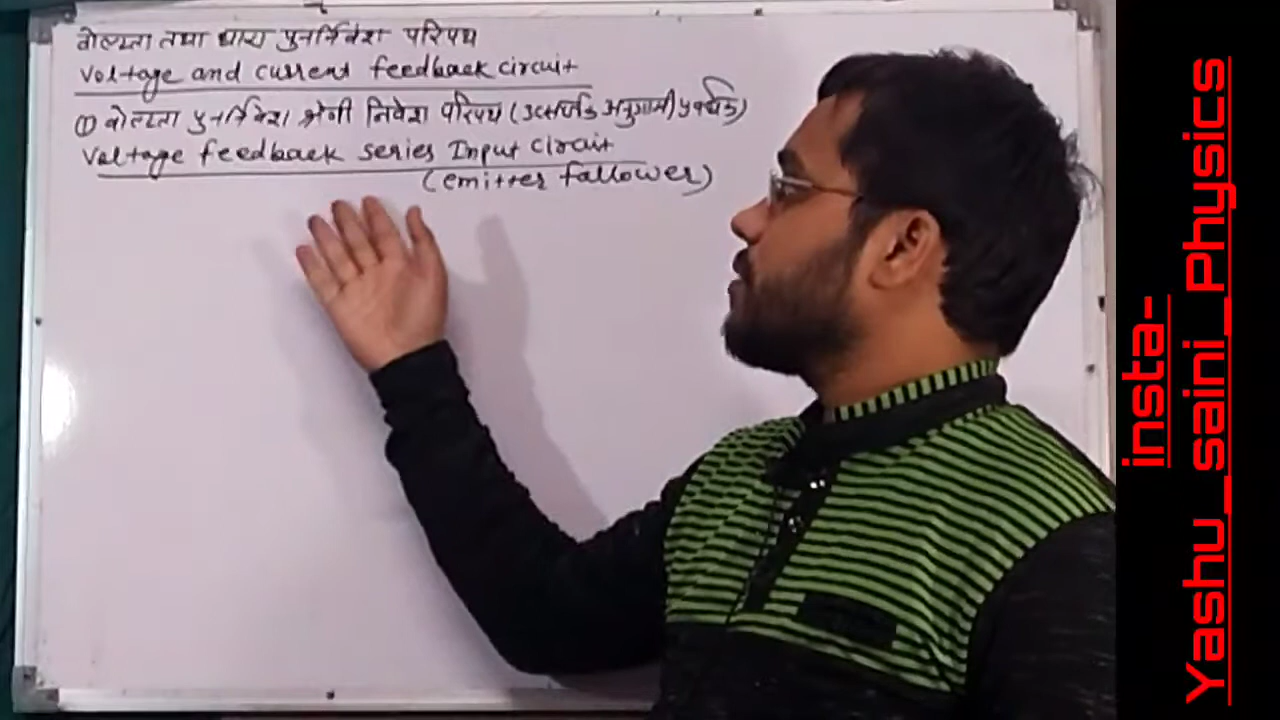 वोल्टता तथा धारा पुनर्निवेश परिपथ
Voltage and current feedback circuit
① वोल्टता पुनर्निवेश श्रेणी निवेश परिपथ (उत्सर्जक अनुगामी प्रवर्धक)
Voltage feedback series Input circuit
(emitter fallower)
insta-
Yashu_saini_Physics